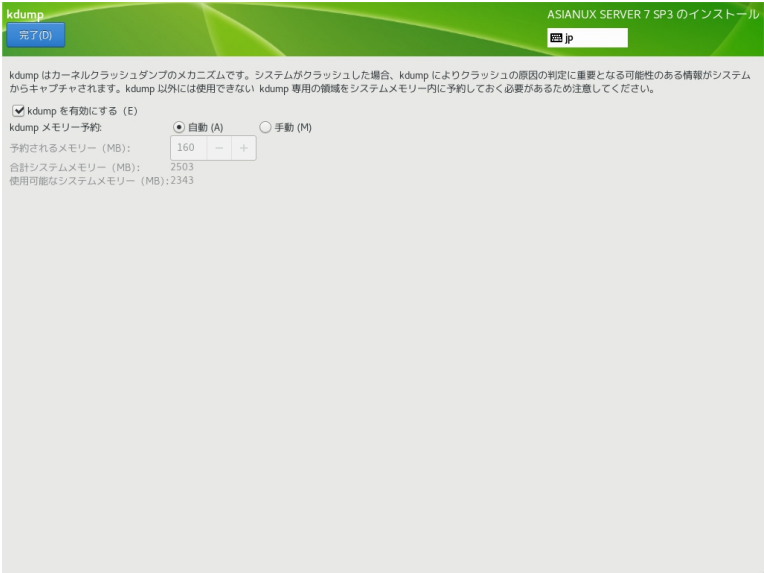 kdump
ASIANUX SERVER 7 SP3 のインストール
完了(D)
jp
kdump はカーネルクラッシュダンプのメカニズムです。システムがクラッシュした場合、kdump によりクラッシュの原因の判定に重要となる可能性のある情報がシステム
からキャプチャされます。kdump 以外には使用できない kdump 専用の領域をシステムメモリー内に予約しておく必要があるため注意してください。
kdump を有効にする (E)
kdump メモリー予約: 自動 (A) 手動 (M)
予約されるメモリー (MB): 160 − +
合計システムメモリー (MB): 2503
使用可能なシステムメモリー (MB): 2343